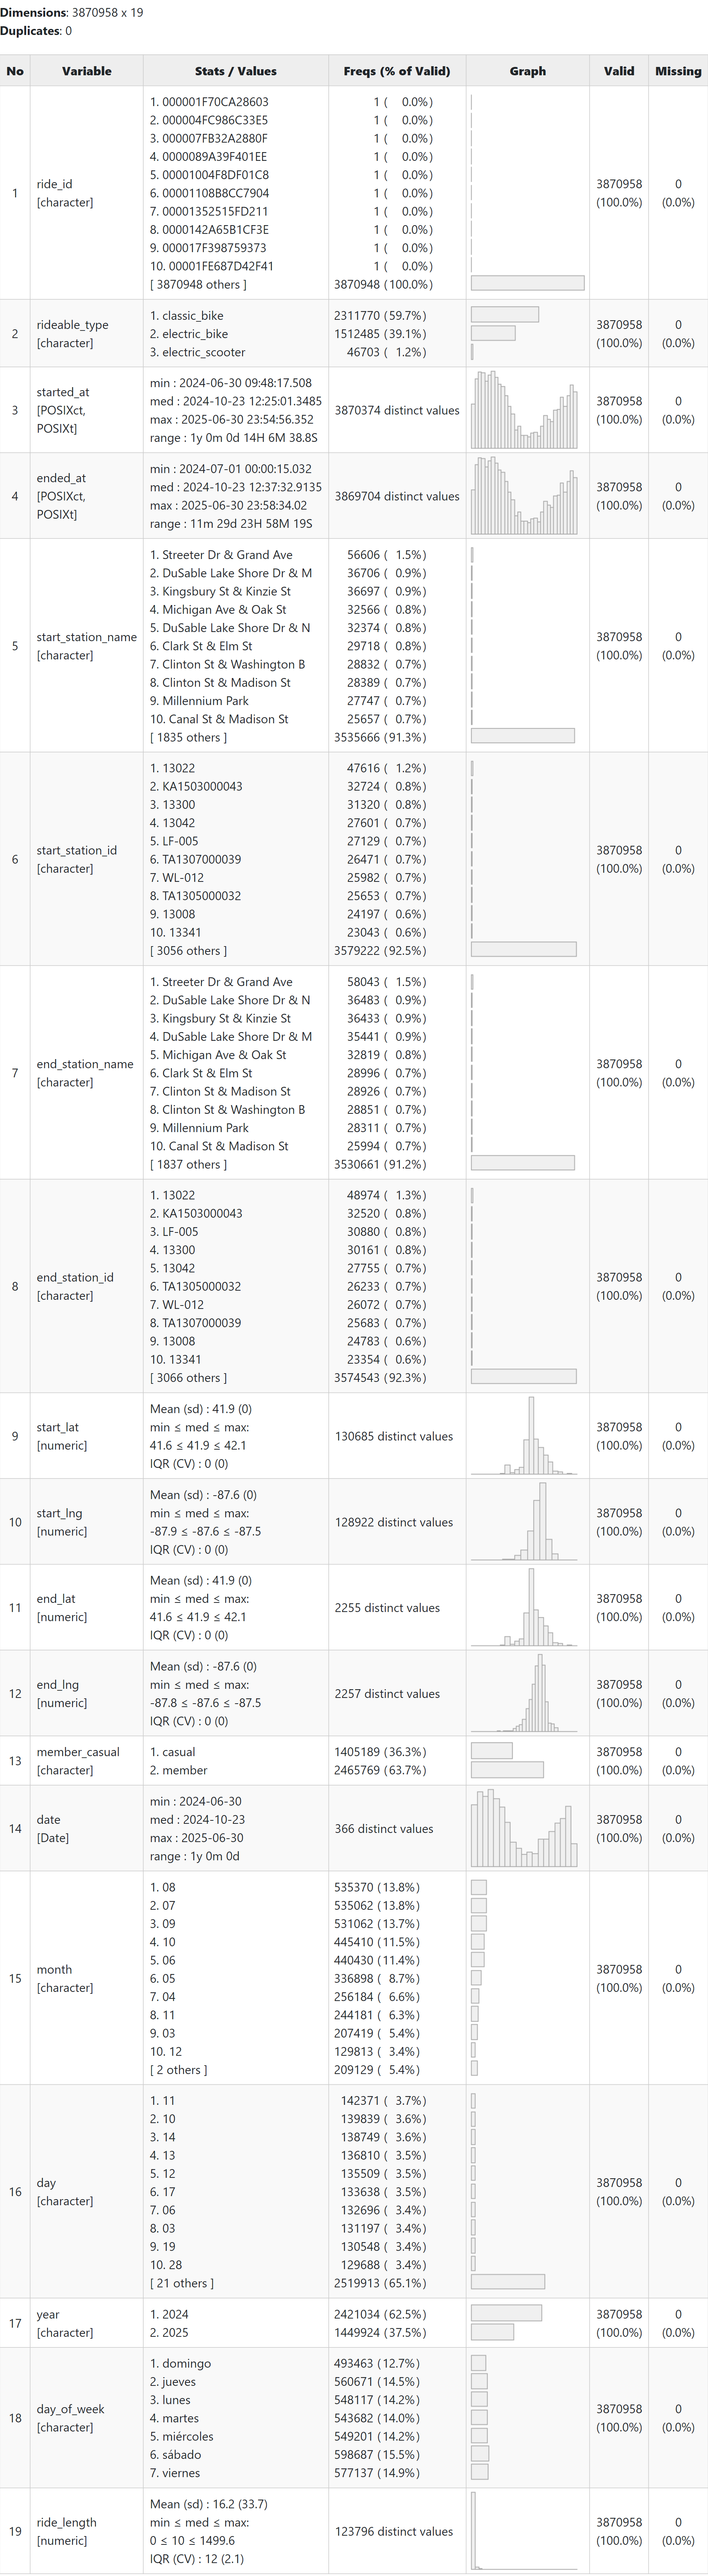 Dimensions: 3870958 x 19
Duplicates: 0
No Variable Stats / Values Freqs (% of Valid) Graph Valid Missing
1 ride_id [character] 3870958 (100.0%) 0 (0.0%)
1. 000001F70CA28603 1 ( 0.0%)
2. 000004FC986C33E5 1 ( 0.0%)
3. 000007FB32A2880F 1 ( 0.0%)
4. 0000089A39F401EE 1 ( 0.0%)
5. 00001004F8DF01C8 1 ( 0.0%)
6. 00001108B8CC7904 1 ( 0.0%)
7. 00001352515FD211 1 ( 0.0%)
8. 0000142A65B1CF3E 1 ( 0.0%)
9. 000017F398759373 1 ( 0.0%)
10. 00001FE687D42F41 1 ( 0.0%)
[ 3870948 others ] 3870948 (100.0%)
2 rideable_type [character] 3870958 (100.0%) 0 (0.0%)
1. classic_bike 2311770 (59.7%)
2. electric_bike 1512485 (39.1%)
3. electric_scooter 46703 ( 1.2%)
3 started_at [POSIXct, POSIXt] 3870374 distinct values 3870958 (100.0%) 0 (0.0%)
min : 2024-06-30 09:48:17.508
med : 2024-10-23 12:25:01.3485
max : 2025-06-30 23:54:56.352
range : 1y 0m 0d 14H 6M 38.8S
4 ended_at [POSIXct, POSIXt] 3869704 distinct values 3870958 (100.0%) 0 (0.0%)
min : 2024-07-01 00:00:15.032
med : 2024-10-23 12:37:32.9135
max : 2025-06-30 23:58:34.02
range : 11m 29d 23H 58M 19S
5 start_station_name [character] 3870958 (100.0%) 0 (0.0%)
1. Streeter Dr & Grand Ave 56606 ( 1.5%)
2. DuSable Lake Shore Dr & M 36706 ( 0.9%)
3. Kingsbury St & Kinzie St 36697 ( 0.9%)
4. Michigan Ave & Oak St 32566 ( 0.8%)
5. DuSable Lake Shore Dr & N 32374 ( 0.8%)
6. Clark St & Elm St 29718 ( 0.8%)
7. Clinton St & Washington B 28832 ( 0.7%)
8. Clinton St & Madison St 28389 ( 0.7%)
9. Millennium Park 27747 ( 0.7%)
10. Canal St & Madison St 25657 ( 0.7%)
[ 1835 others ] 3535666 (91.3%)
6 start_station_id [character] 3870958 (100.0%) 0 (0.0%)
1. 13022 47616 ( 1.2%)
2. KA1503000043 32724 ( 0.8%)
3. 13300 31320 ( 0.8%)
4. 13042 27601 ( 0.7%)
5. LF-005 27129 ( 0.7%)
6. TA1307000039 26471 ( 0.7%)
7. WL-012 25982 ( 0.7%)
8. TA1305000032 25653 ( 0.7%)
9. 13008 24197 ( 0.6%)
10. 13341 23043 ( 0.6%)
[ 3056 others ] 3579222 (92.5%)
7 end_station_name [character] 3870958 (100.0%) 0 (0.0%)
1. Streeter Dr & Grand Ave 58043 ( 1.5%)
2. DuSable Lake Shore Dr & N 36483 ( 0.9%)
3. Kingsbury St & Kinzie St 36433 ( 0.9%)
4. DuSable Lake Shore Dr & M 35441 ( 0.9%)
5. Michigan Ave & Oak St 32819 ( 0.8%)
6. Clark St & Elm St 28996 ( 0.7%)
7. Clinton St & Madison St 28926 ( 0.7%)
8. Clinton St & Washington B 28851 ( 0.7%)
9. Millennium Park 28311 ( 0.7%)
10. Canal St & Madison St 25994 ( 0.7%)
[ 1837 others ] 3530661 (91.2%)
8 end_station_id [character] 3870958 (100.0%) 0 (0.0%)
1. 13022 48974 ( 1.3%)
2. KA1503000043 32520 ( 0.8%)
3. LF-005 30880 ( 0.8%)
4. 13300 30161 ( 0.8%)
5. 13042 27755 ( 0.7%)
6. TA1305000032 26233 ( 0.7%)
7. WL-012 26072 ( 0.7%)
8. TA1307000039 25683 ( 0.7%)
9. 13008 24783 ( 0.6%)
10. 13341 23354 ( 0.6%)
[ 3066 others ] 3574543 (92.3%)
9 start_lat [numeric] 130685 distinct values 3870958 (100.0%) 0 (0.0%)
Mean (sd) : 41.9 (0)
min ≤ med ≤ max:
41.6 ≤ 41.9 ≤ 42.1
IQR (CV) : 0 (0)
10 start_lng [numeric] 128922 distinct values 3870958 (100.0%) 0 (0.0%)
Mean (sd) : -87.6 (0)
min ≤ med ≤ max:
-87.9 ≤ -87.6 ≤ -87.5
IQR (CV) : 0 (0)
11 end_lat [numeric] 2255 distinct values 3870958 (100.0%) 0 (0.0%)
Mean (sd) : 41.9 (0)
min ≤ med ≤ max:
41.6 ≤ 41.9 ≤ 42.1
IQR (CV) : 0 (0)
12 end_lng [numeric] 2257 distinct values 3870958 (100.0%) 0 (0.0%)
Mean (sd) : -87.6 (0)
min ≤ med ≤ max:
-87.8 ≤ -87.6 ≤ -87.5
IQR (CV) : 0 (0)
13 member_casual [character] 3870958 (100.0%) 0 (0.0%)
1. casual 1405189 (36.3%)
2. member 2465769 (63.7%)
14 date [Date] 366 distinct values 3870958 (100.0%) 0 (0.0%)
min : 2024-06-30
med : 2024-10-23
max : 2025-06-30
range : 1y 0m 0d
15 month [character] 3870958 (100.0%) 0 (0.0%)
1. 08 535370 (13.8%)
2. 07 535062 (13.8%)
3. 09 531062 (13.7%)
4. 10 445410 (11.5%)
5. 06 440430 (11.4%)
6. 05 336898 ( 8.7%)
7. 04 256184 ( 6.6%)
8. 11 244181 ( 6.3%)
9. 03 207419 ( 5.4%)
10. 12 129813 ( 3.4%)
[ 2 others ] 209129 ( 5.4%)
16 day [character] 3870958 (100.0%) 0 (0.0%)
1. 11 142371 ( 3.7%)
2. 10 139839 ( 3.6%)
3. 14 138749 ( 3.6%)
4. 13 136810 ( 3.5%)
5. 12 135509 ( 3.5%)
6. 17 133638 ( 3.5%)
7. 06 132696 ( 3.4%)
8. 03 131197 ( 3.4%)
9. 19 130548 ( 3.4%)
10. 28 129688 ( 3.4%)
[ 21 others ] 2519913 (65.1%)
17 year [character] 3870958 (100.0%) 0 (0.0%)
1. 2024 2421034 (62.5%)
2. 2025 1449924 (37.5%)
18 day_of_week [character] 3870958 (100.0%) 0 (0.0%)
1. domingo 493463 (12.7%)
2. jueves 560671 (14.5%)
3. lunes 548117 (14.2%)
4. martes 543682 (14.0%)
5. miércoles 549201 (14.2%)
6. sábado 598687 (15.5%)
7. viernes 577137 (14.9%)
19 ride_length [numeric] 123796 distinct values 3870958 (100.0%) 0 (0.0%)
Mean (sd) : 16.2 (33.7)
min ≤ med ≤ max:
0 ≤ 10 ≤ 1499.6
IQR (CV) : 12 (2.1)